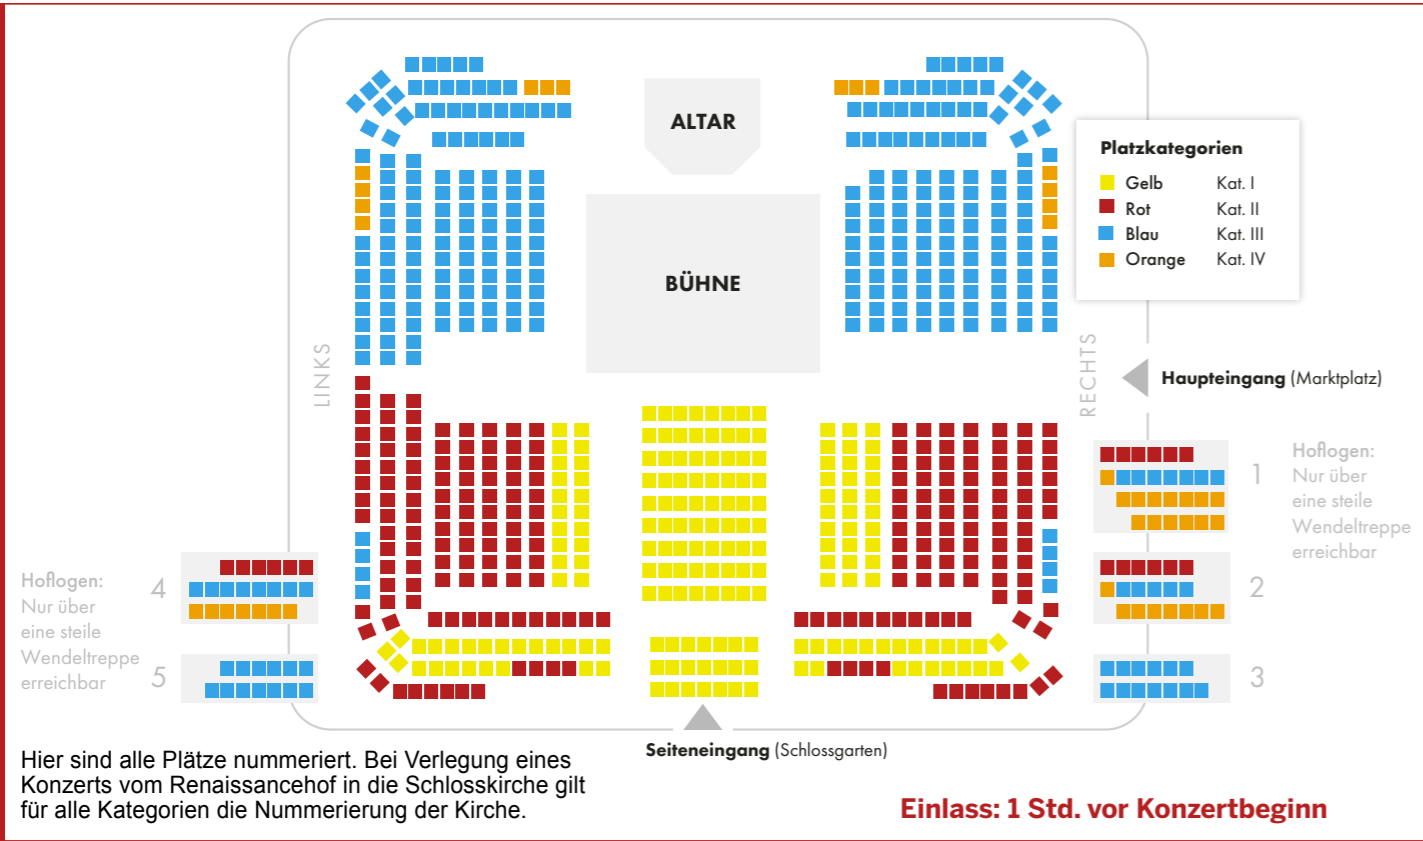 ALTAR
BÜHNE
LINKS
RECHTS
Platzkategorien
Gelb Kat. I
Rot Kat. II
Blau Kat. III
Orange Kat. IV
Haupteingang (Marktplatz)
1
Hoflogen:
Nur über
eine steile
Wendeltreppe
erreichbar
2
3
Hoflogen:
Nur über
eine steile
Wendeltreppe
erreichbar
4
5
Seiteneingang (Schlossgarten)
Hier sind alle Plätze nummeriert. Bei Verlegung eines
Konzerts vom Renaissancehof in die Schlosskirche gilt
für alle Kategorien die Nummerierung der Kirche.
Einlass: 1 Std. vor Konzertbeginn